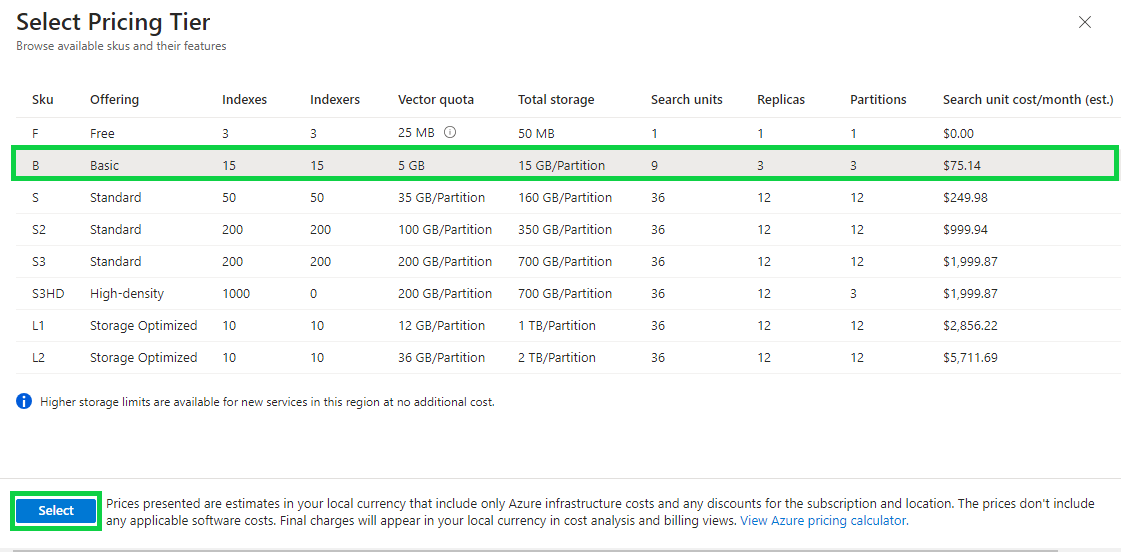 Select Pricing Tier
Browse available skus and their features
Sku Offering Indexes Indexers Vector quota Total storage Search units Replicas Partitions Search unit cost/month (est.)
F Free 3 3 25 MB 50 MB 1 1 1 $0.00
B Basic 15 15 5 GB 15 GB/Partition 9 3 3 $75.14
S Standard 50 50 35 GB/Partition 160 GB/Partition 36 12 12 $249.98
S2 Standard 200 200 100 GB/Partition 350 GB/Partition 36 12 12 $999.94
S3 Standard 200 200 200 GB/Partition 700 GB/Partition 36 12 12 $1,999.87
S3HD High-density 1000 0 200 GB/Partition 700 GB/Partition 36 12 3 $1,999.87
L1 Storage Optimized 10 10 12 GB/Partition 1 TB/Partition 36 12 12 $2,856.22
L2 Storage Optimized 10 10 36 GB/Partition 2 TB/Partition 36 12 12 $5,711.69
Higher storage limits are available for new services in this region at no additional cost.
Select
Prices presented are estimates in your local currency that include only Azure infrastructure costs and any discounts for the subscription and location. The prices don't include
any applicable software costs. Final charges will appear in your local currency in cost analysis and billing views. View Azure pricing calculator.